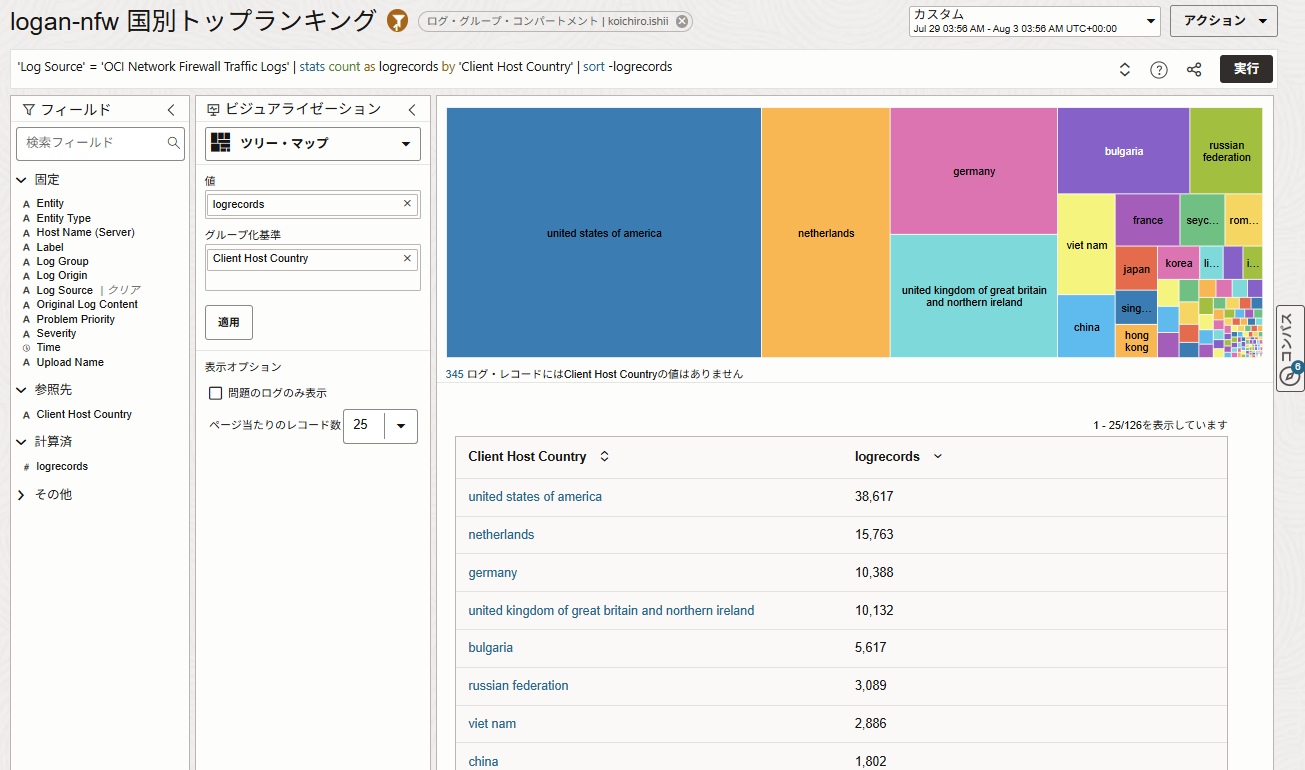 logan-nfw 国別トップランキング
ログ・グループ・コンパートメント | koichiro.ishii
カスタム
Jul 29 03:56 AM - Aug 3 03:56 AM UTC+00:00
アクション
'Log Source' = 'OCI Network Firewall Traffic Logs' | stats count as logrecords by 'Client Host Country' | sort -logrecords
実行
フィールド
検索フィールド
固定
A Entity
A Entity Type
A Host Name (Server)
A Label
A Log Group
A Log Origin
A Log Source | クリア
A Original Log Content
A Problem Priority
A Severity
Time
A Upload Name
参照先
A Client Host Country
計算済
# logrecords
その他
ビジュアライゼーション
ツリー・マップ
値
logrecords
グループ化基準
Client Host Country
適用
表示オプション
問題のログのみ表示
ページ当たりのレコード数 25
united states of america
netherlands
germany
united kingdom of great britain
and northern ireland
bulgaria
russian
federation
viet nam
china
france
seyc...
rom...
japan
korea
li...
i...
sing...
hong
kong
345 ログ・レコードにはClient Host Countryの値はありません
コンパス
6
1 - 25/126を表示しています
Client Host Country logrecords
united states of america 38,617
netherlands 15,763
germany 10,388
united kingdom of great britain and northern ireland 10,132
bulgaria 5,617
russian federation 3,089
viet nam 2,886
china 1,802